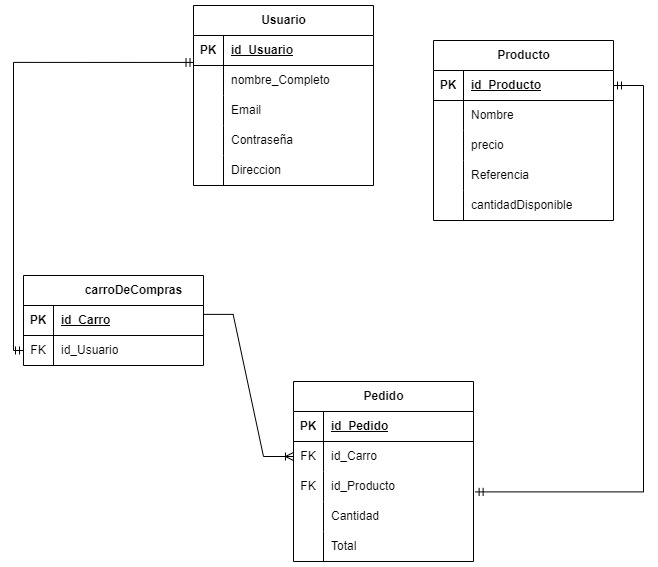 Usuario
PK id_Usuario
nombre_Completo
Email
Contraseña
Direccion
Producto
PK id_Producto
Nombre
precio
Referencia
cantidadDisponible
carroDeCompras
PK id_Carro
FK id_Usuario
Pedido
PK id_Pedido
FK id_Carro
FK id_Producto
Cantidad
Total